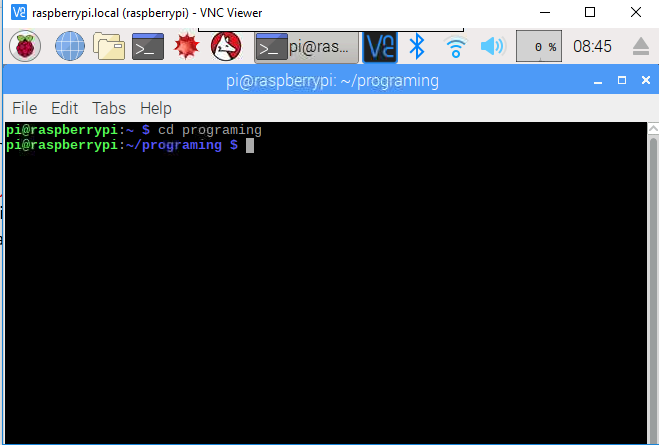 raspberrypi.local (raspberrypi) - VNC Viewer
pi@ras... 0 % 08:45
pi@raspberrypi: ~/programing
File Edit Tabs Help
pi@raspberrypi:~ $ cd programing
pi@raspberrypi:~/programing $